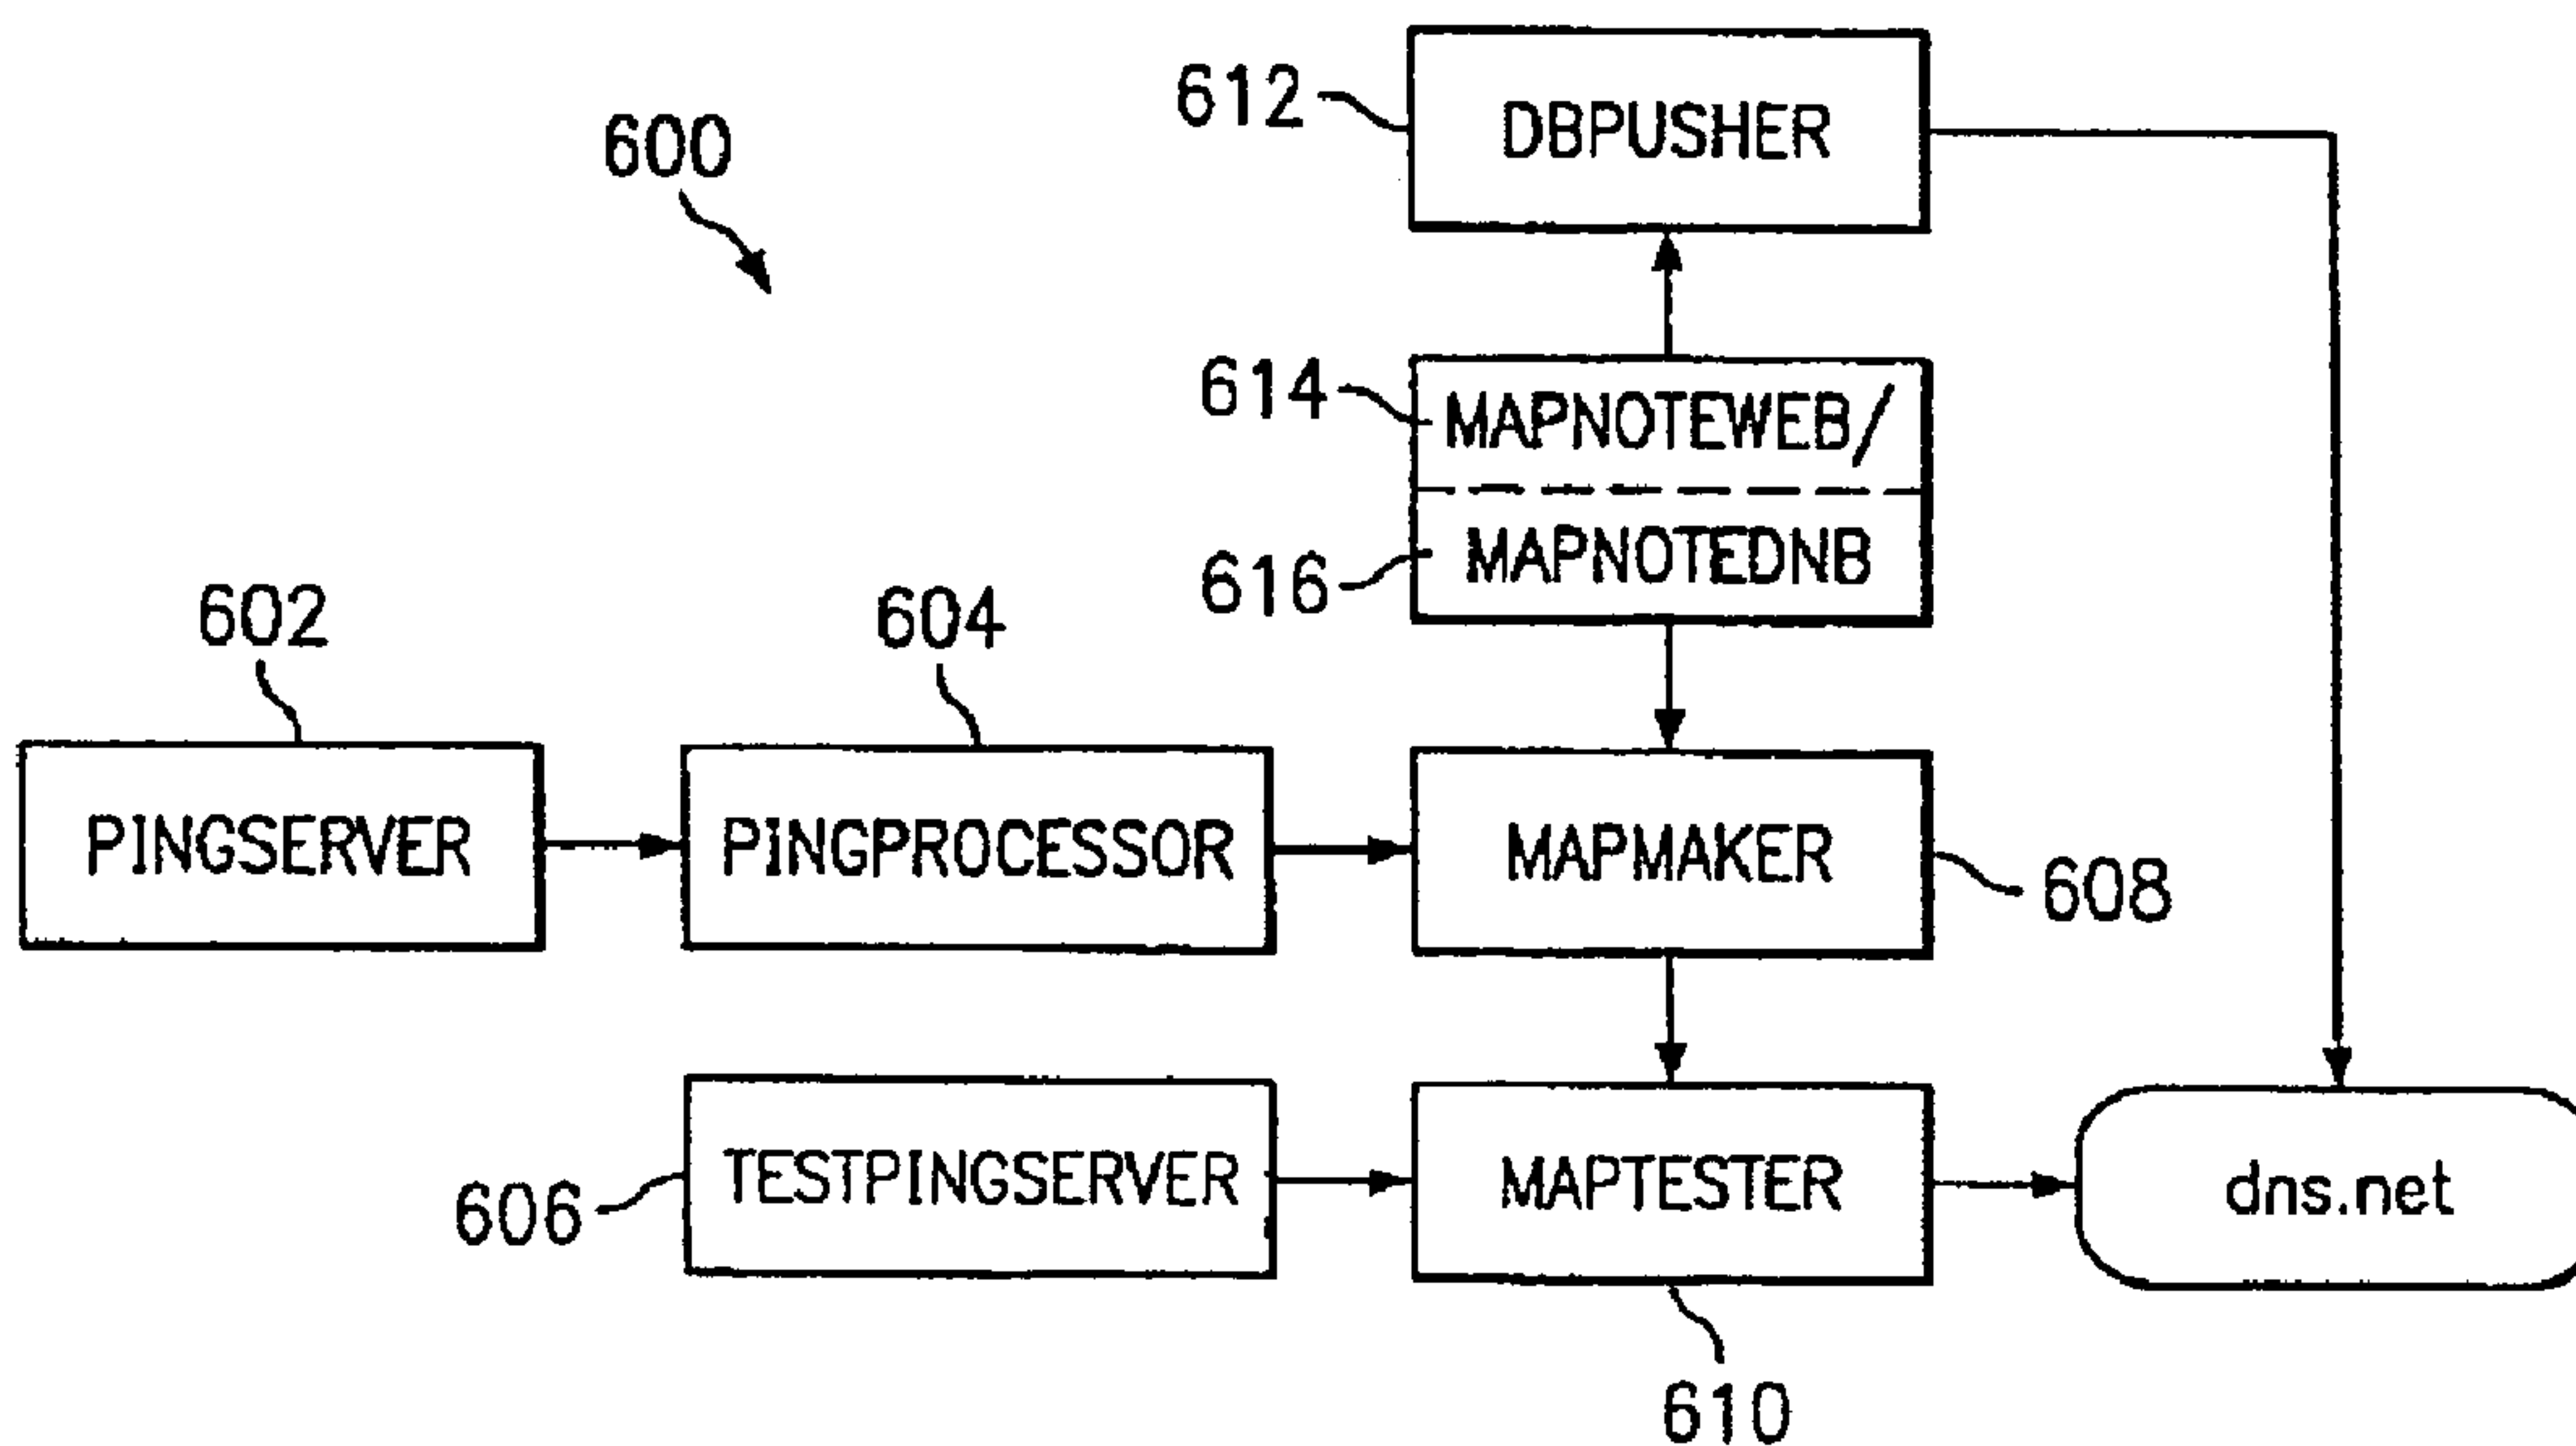 600
612
DBPUSHER
614
MAPNOTEWEB/
616
MAPNOTEDNB
602
604
PINGSERVER
PINGPROCESSOR
MAPMAKER
608
606
TESTPINGSERVER
MAPTESTER
dns.net
610